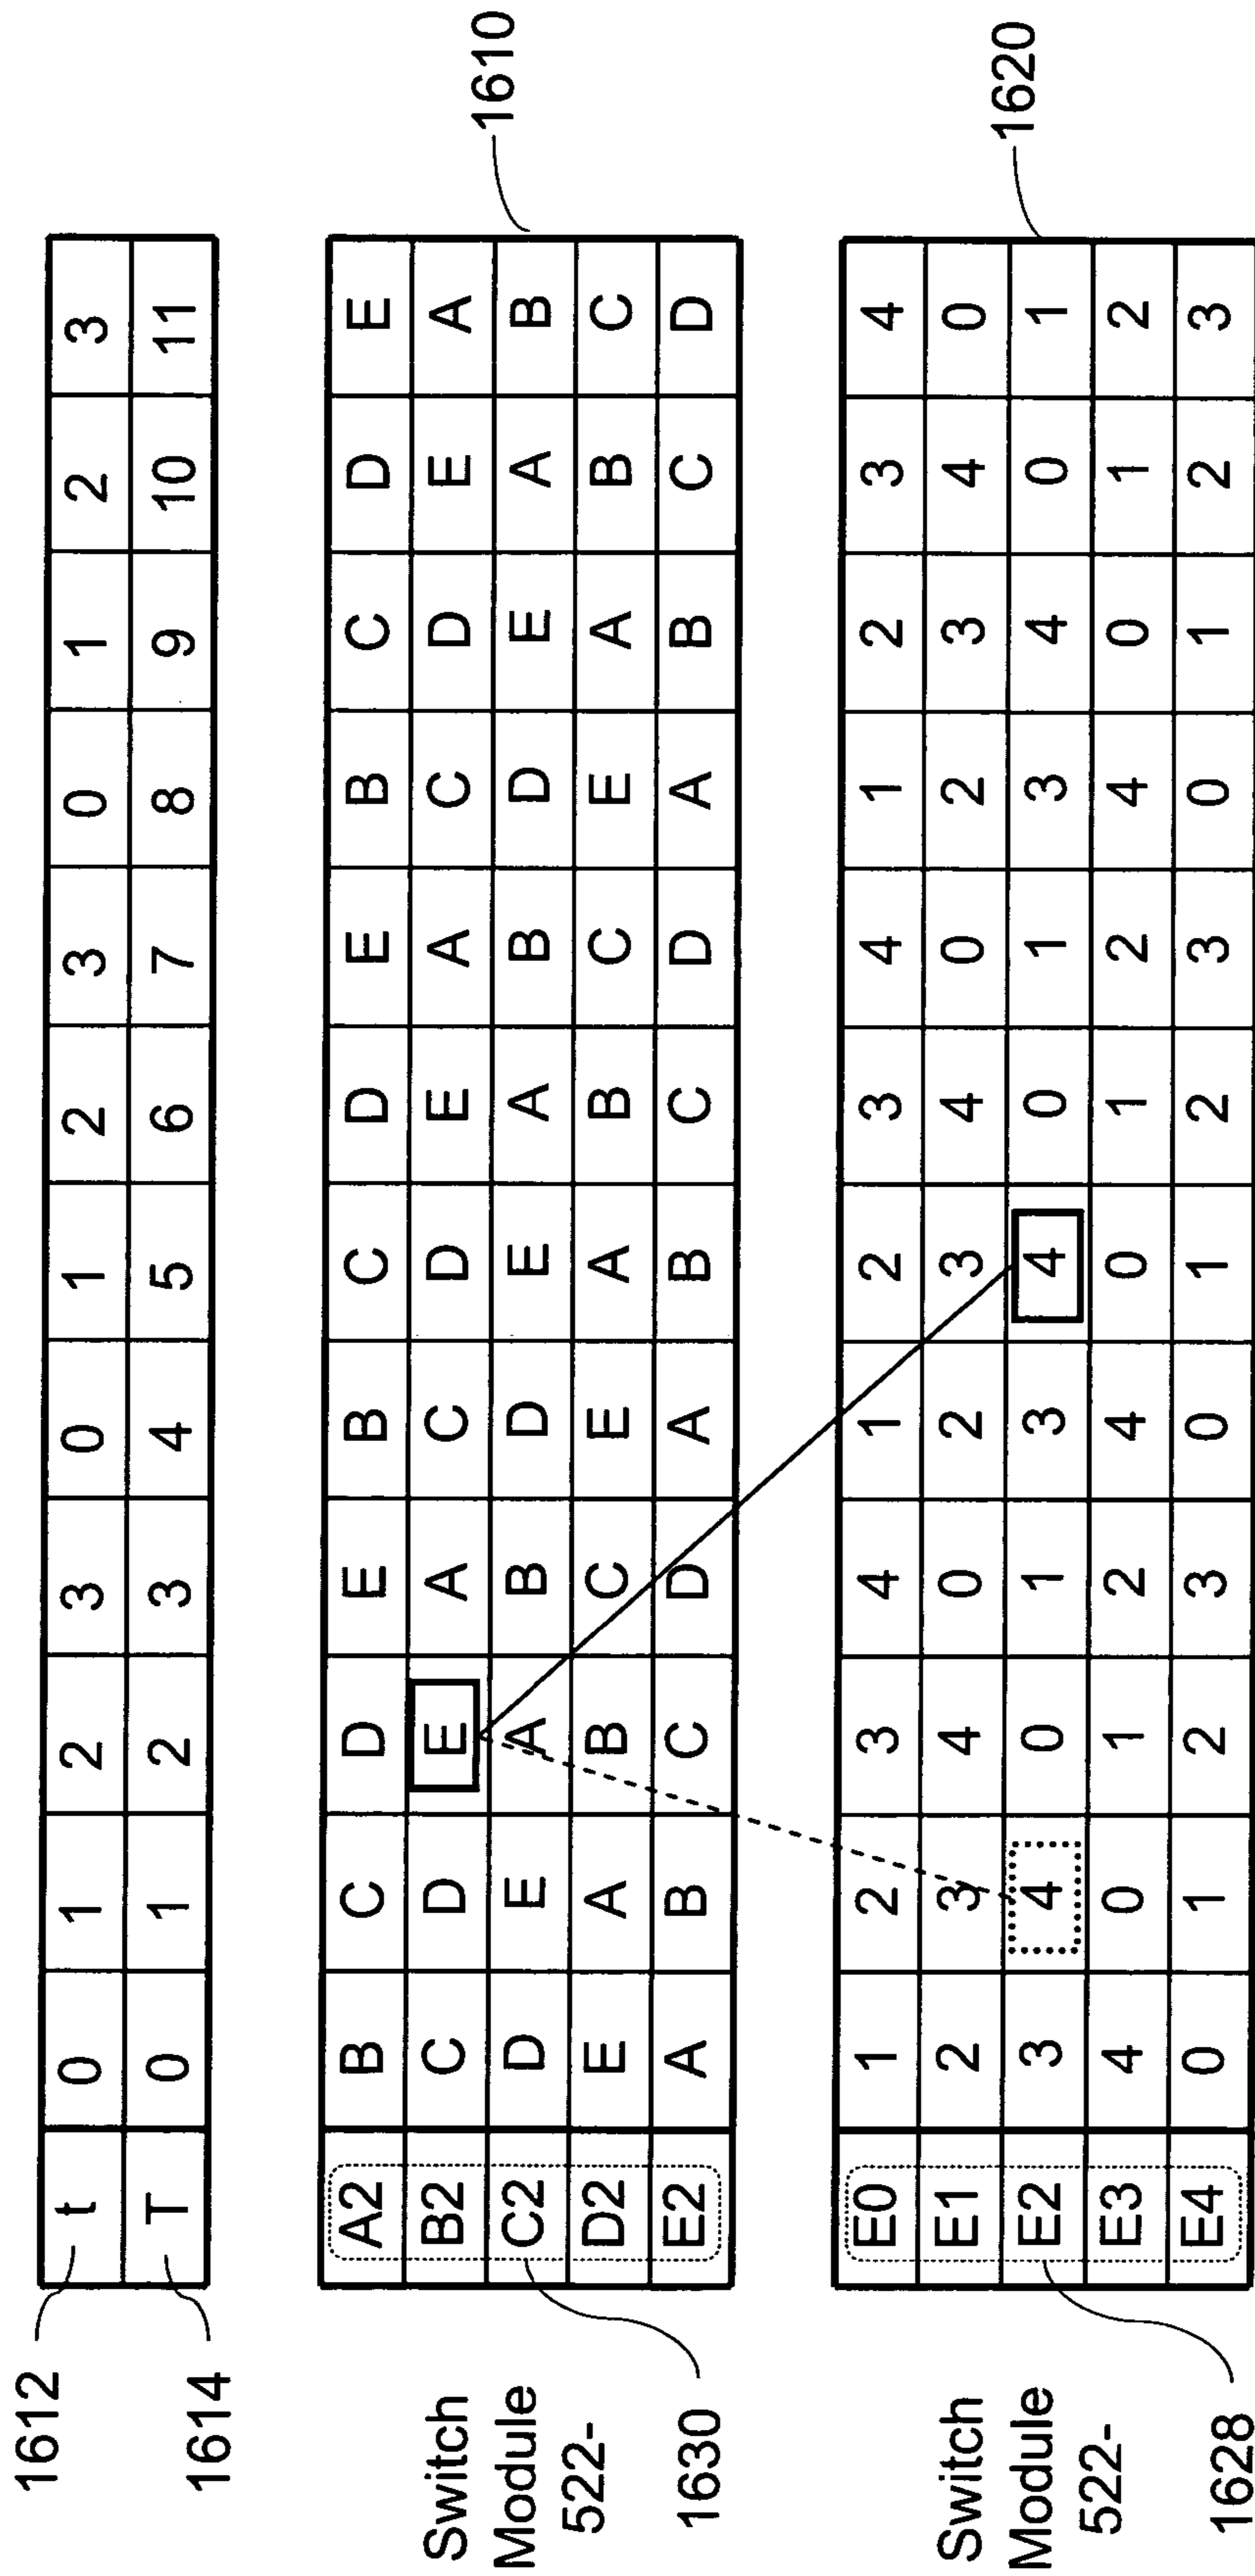 1612
t 0 1 2 3 0 1 2 3 0 1 2 3
1614
T 0 1 2 3 4 5 6 7 8 9 10 11
1610
Switch
Module
522-
1630
A2 B C D E B C D E B C D E
B2 C D E A C D E A C D E A
C2 D E A B D E A B D E A B
D2 E A B C E A B C E A B C
E2 A B C D A B C D A B C D
1620
Switch
Module
522-
1628
E0 1 2 3 4 1 2 3 4 1 2 3 4
E1 2 3 4 0 2 3 4 0 2 3 4 0
E2 3 4 0 1 3 4 0 1 3 4 0 1
E3 4 0 1 2 4 0 1 2 4 0 1 2
E4 0 1 2 3 0 1 2 3 0 1 2 3